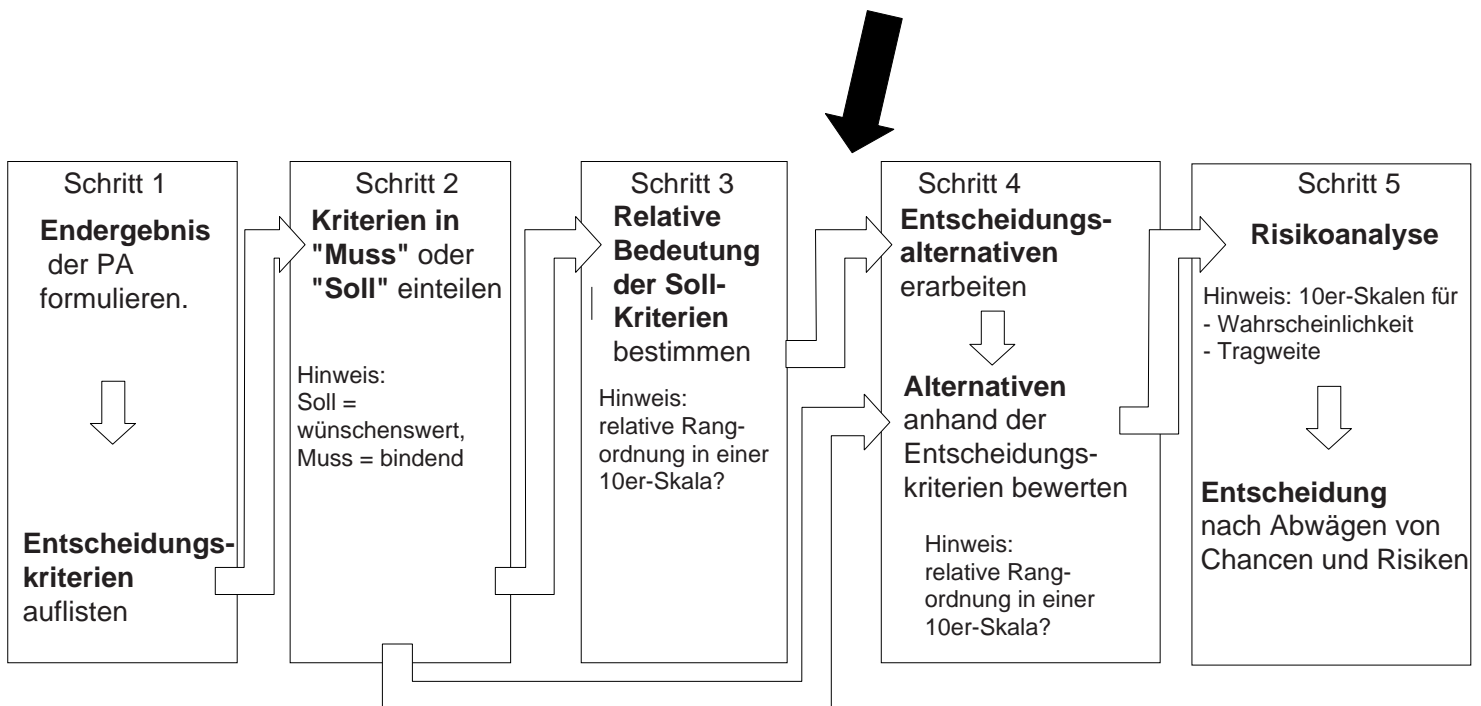 Schritt 1
Endergebnis
der PA
formulieren.
Entscheidungs-
kriterien
auflisten
Schritt 2
Kriterien in
"Muss" oder
"Soll" einteilen
Hinweis:
Soll =
wünschenswert,
Muss = bindend
Schritt 3
Relative
Bedeutung
der Soll-
Kriterien
bestimmen
Hinweis:
relative Rang-
ordnung in einer
10er-Skala?
Schritt 4
Entscheidungs-
alternativen
erarbeiten
Alternativen
anhand der
Entscheidungs-
kriterien bewerten
Hinweis:
relative Rang-
ordnung in einer
10er-Skala?
Schritt 5
Risikoanalyse
Hinweis: 10er-Skalen für
- Wahrscheinlichkeit
- Tragweite
Entscheidung
nach Abwägen von
Chancen und Risiken